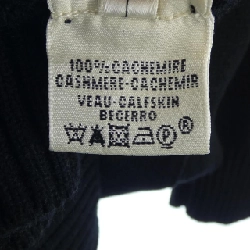 100% CACHEMIRE
CASHMERE-CACHEMIR
VEAU-CALFSKIN
BECERRO
P